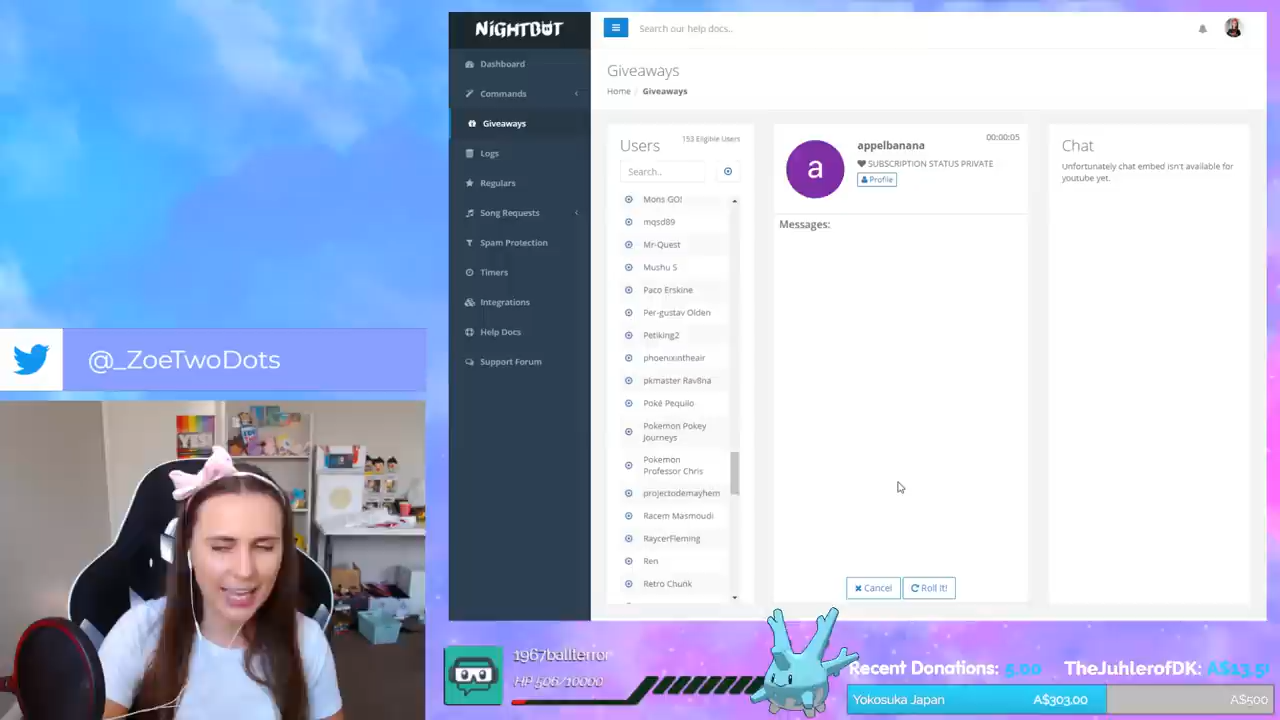 NIGHTBOT
Search our help docs..
Dashboard
Commands
Giveaways
Logs
Regulars
Song Requests
Spam Protection
Timers
Integrations
Help Docs
Support Forum
Giveaways
Home / Giveaways
Users
153 Eligible Users
Search..
Mons GO!
mqsd89
Mr-Quest
Mushu S
Paco Erskine
Per-gustav Olden
Petiking2
phoenixintheair
pkmaster Rav8na
Poké Pequilo
Pokemon Pokey
Journeys
Pokemon
Professor Chris
projectodemayhem
Racem Masmoudi
RaycerFleming
Ren
Retro Chunk
appelbanana
00:00:05
a
SUBSCRIPTION STATUS PRIVATE
Profile
Messages:
Cancel
Roll It!
Chat
Unfortunately chat embed isn't available for
youtube yet.
@_ZoeTwoDots
1967ballterror
HP 506/10000
Recent Donations: 5.00 TheJuhlerofDK: A$13.5
Yokosuka Japan
A$303.00
A$500